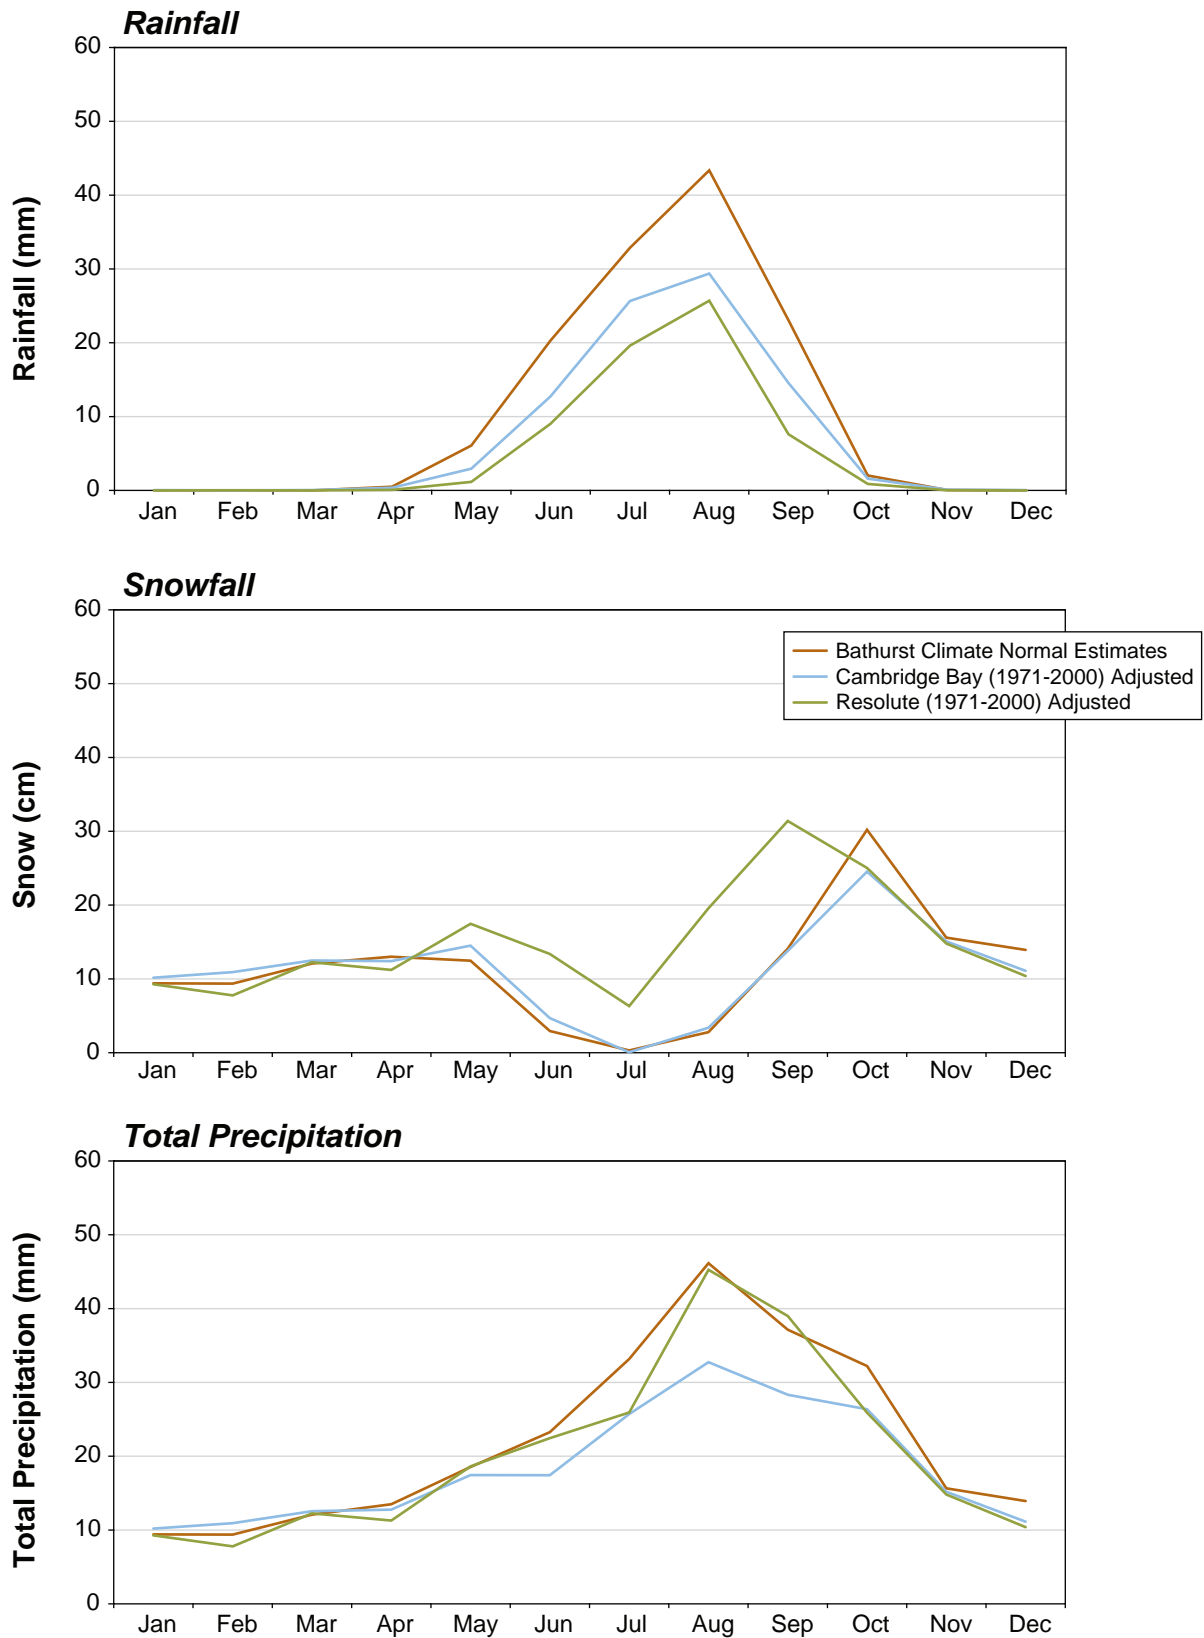 Rainfall
Rainfall (mm)
60
50
40
30
20
10
0
Jan Feb Mar Apr May Jun Jul Aug Sep Oct Nov Dec
Snowfall
Snow (cm)
60
50
40
30
20
10
0
Bathurst Climate Normal Estimates
Cambridge Bay (1971-2000) Adjusted
Resolute (1971-2000) Adjusted
Jan Feb Mar Apr May Jun Jul Aug Sep Oct Nov Dec
Total Precipitation
Total Precipitation (mm)
60
50
40
30
20
10
0
Jan Feb Mar Apr May Jun Jul Aug Sep Oct Nov Dec